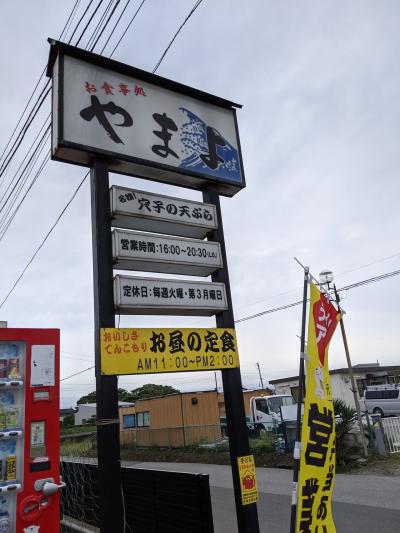 お食事処
やまよ
名物!
穴子の天ぷら
営業時間:16:00~20:30(L.O.)
定休日:毎週火曜・第3月曜日
おいしさ
てんこもり
お昼の定食
AM11:00~PM2:00
営業